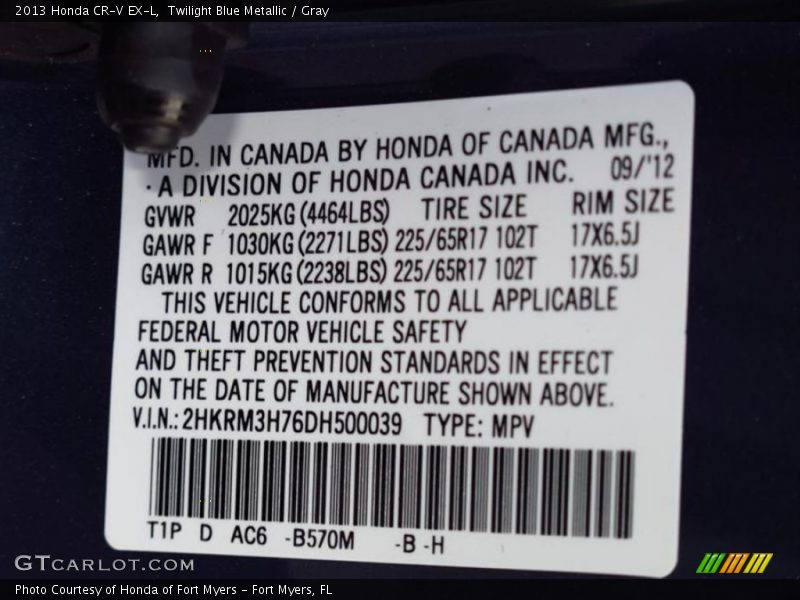 2013 Honda CR-V EX-L, Twilight Blue Metallic / Gray
MFD. IN CANADA BY HONDA OF CANADA MFG.,
A DIVISION OF HONDA CANADA INC. 09/'12
GVWR 2025KG (4464LBS) TIRE SIZE RIM SIZE
GAWR F 1030KG (2271LBS) 225/65R17 102T 17X6.5J
GAWR R 1015KG (2238LBS) 225/65R17 102T 17X6.5J
THIS VEHICLE CONFORMS TO ALL APPLICABLE
FEDERAL MOTOR VEHICLE SAFETY
AND THEFT PREVENTION STANDARDS IN EFFECT
ON THE DATE OF MANUFACTURE SHOWN ABOVE.
V.I.N.: 2HKRM3H76DH500039 TYPE: MPV
T1P D AC6 -B570M -B -H
GTCARLOT.COM
Photo Courtesy of Honda of Fort Myers - Fort Myers, FL